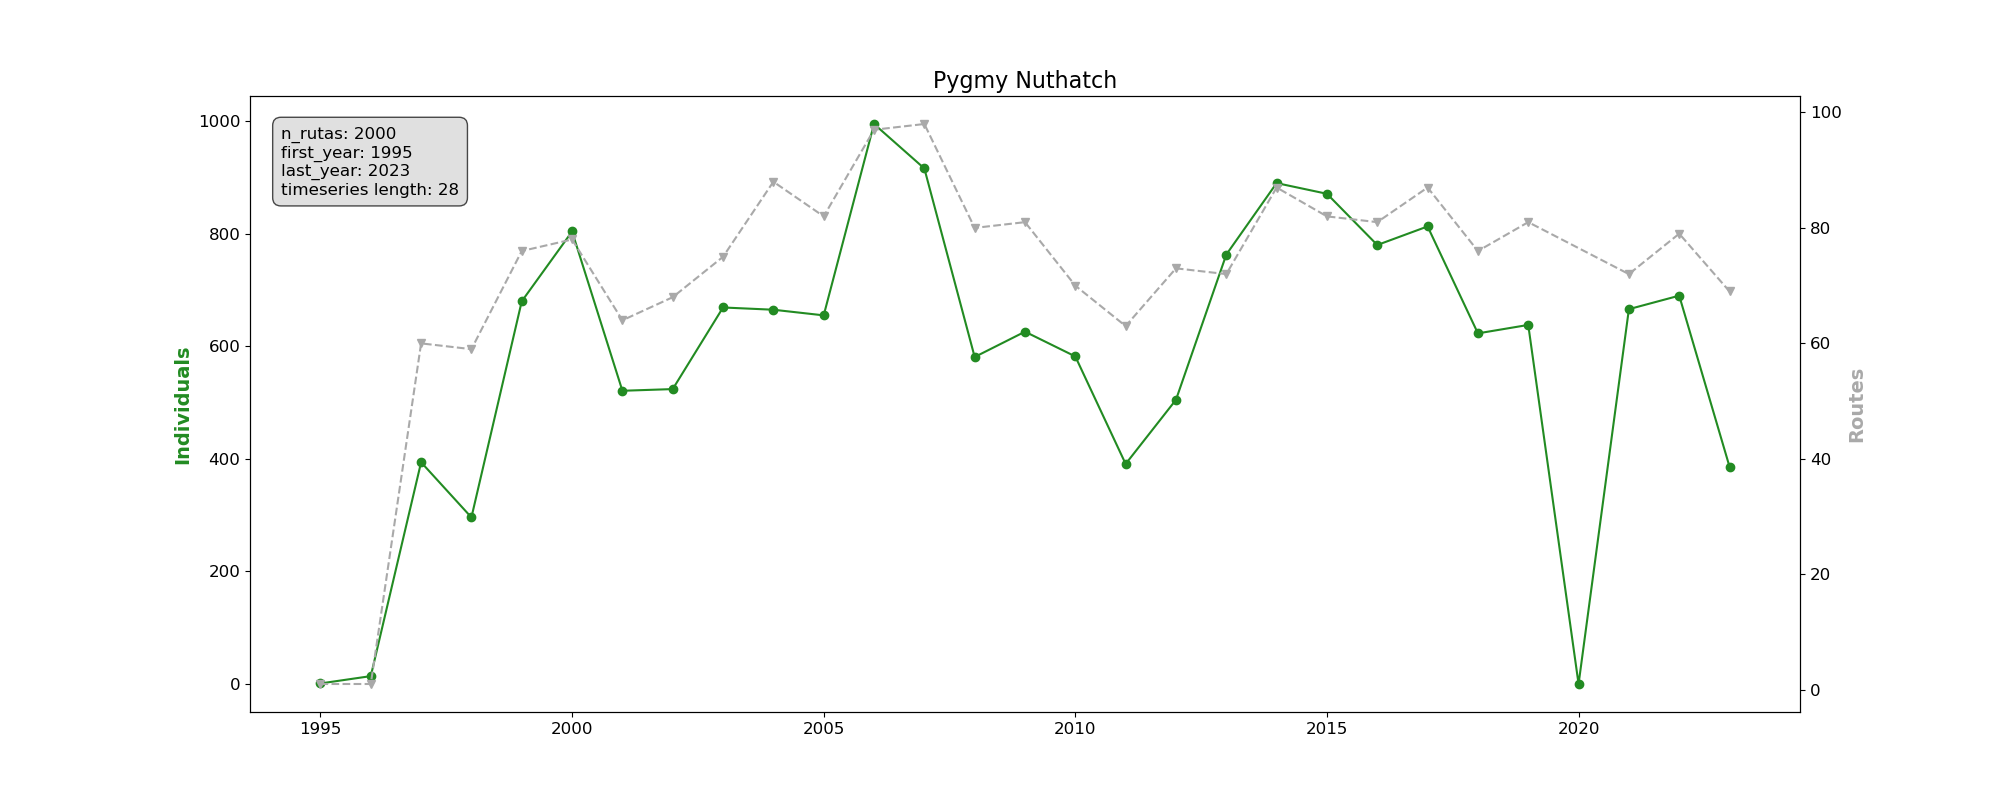 Pygmy Nuthatch
n_rutas: 2000
first_year: 1995
last_year: 2023
timeseries length: 28
Individuals
1000
800
600
400
200
0
Routes
100
80
60
40
20
0
1995 2000 2005 2010 2015 2020